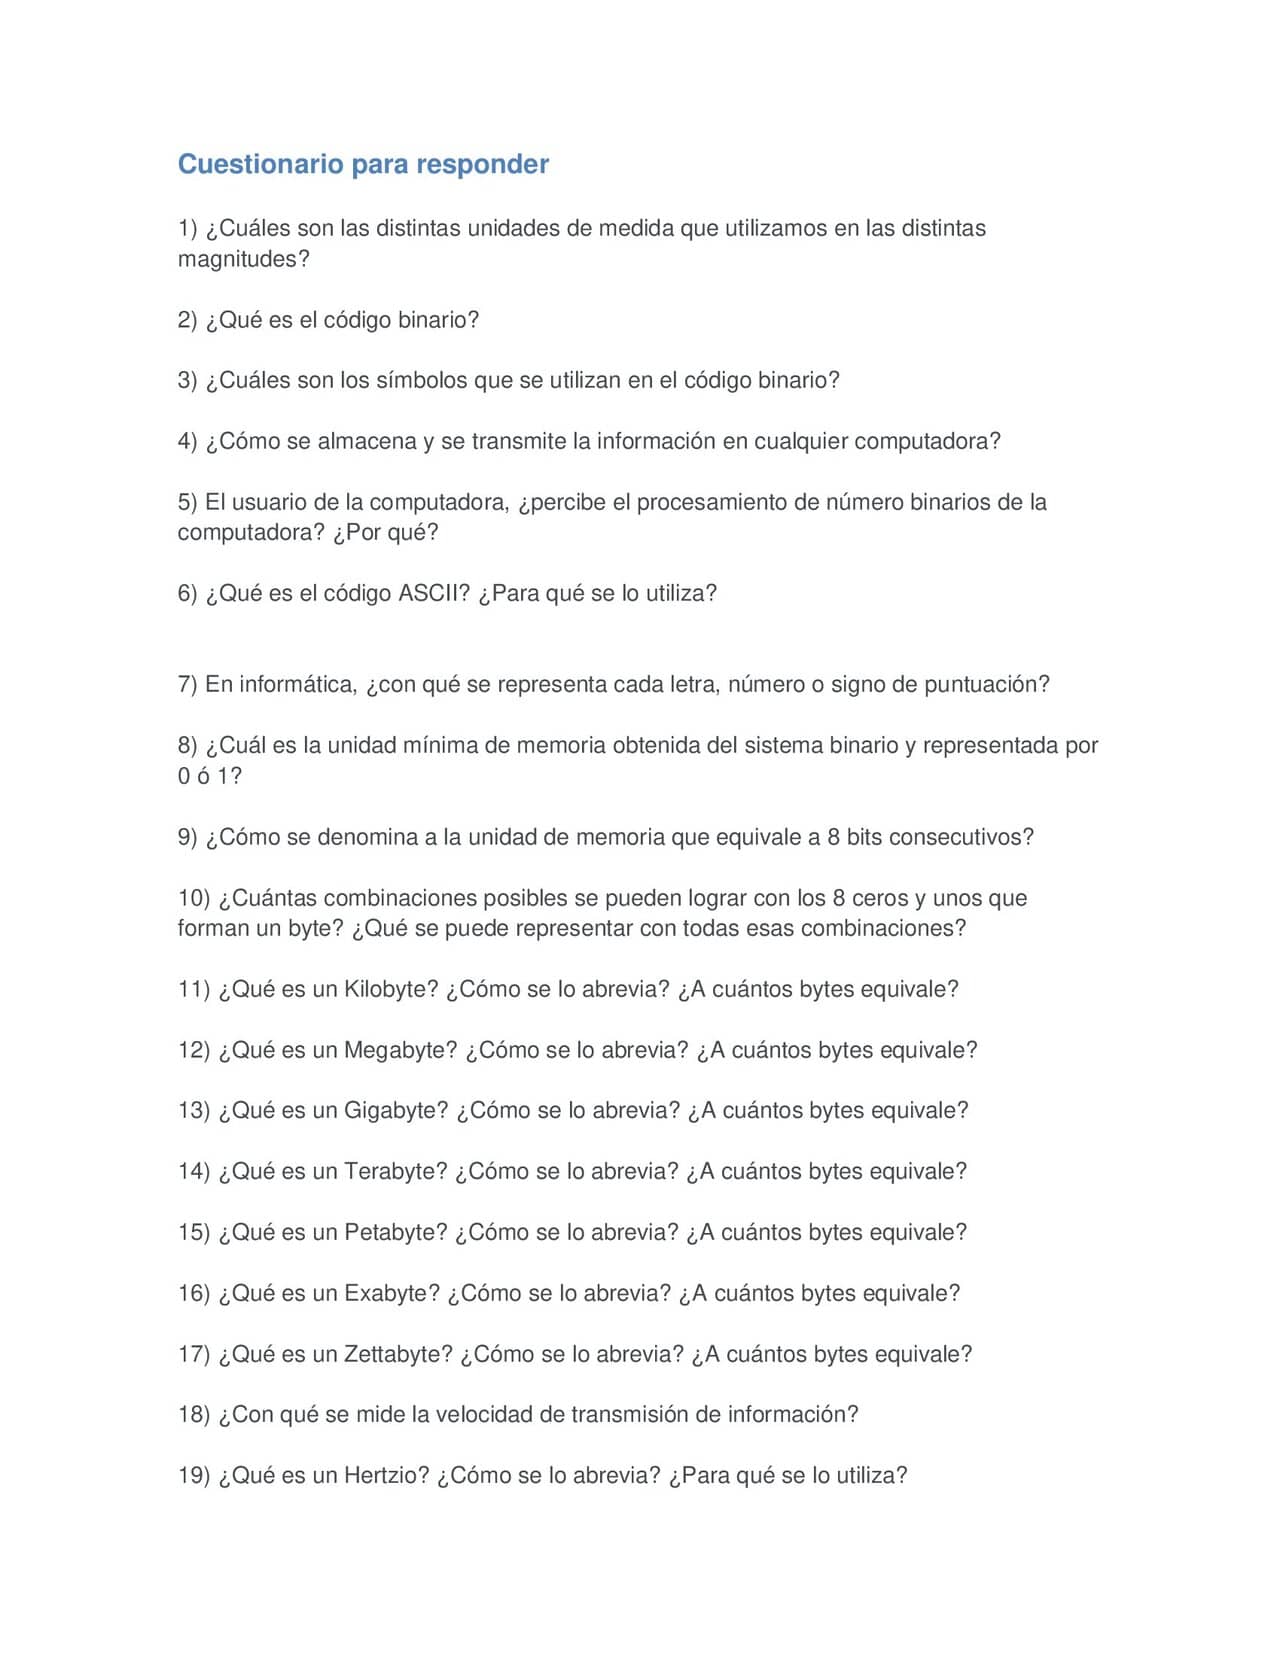 Cuestionario para responder
1) ¿Cuáles son las distintas unidades de medida que utilizamos en las distintas
magnitudes?
2) ¿Qué es el código binario?
3) ¿Cuáles son los símbolos que se utilizan en el código binario?
4) ¿Cómo se almacena y se transmite la información en cualquier computadora?
5) El usuario de la computadora, ¿percibe el procesamiento de número binarios de la
computadora? ¿Por qué?
6) ¿Qué es el código ASCII? ¿Para qué se lo utiliza?
7) En informática, ¿con qué se representa cada letra, número o signo de puntuación?
8) ¿Cuál es la unidad mínima de memoria obtenida del sistema binario y representada por
0 ó 1?
9) ¿Cómo se denomina a la unidad de memoria que equivale a 8 bits consecutivos?
10) ¿Cuántas combinaciones posibles se pueden lograr con los 8 ceros y unos que
forman un byte? ¿Qué se puede representar con todas esas combinaciones?
11) ¿Qué es un Kilobyte? ¿Cómo se lo abrevia? ¿A cuántos bytes equivale?
12) ¿Qué es un Megabyte? ¿Cómo se lo abrevia? ¿A cuántos bytes equivale?
13) ¿Qué es un Gigabyte? ¿Cómo se lo abrevia? ¿A cuántos bytes equivale?
14) ¿Qué es un Terabyte? ¿Cómo se lo abrevia? ¿A cuántos bytes equivale?
15) ¿Qué es un Petabyte? ¿Cómo se lo abrevia? ¿A cuántos bytes equivale?
16) ¿Qué es un Exabyte? ¿Cómo se lo abrevia? ¿A cuántos bytes equivale?
17) ¿Qué es un Zettabyte? ¿Cómo se lo abrevia? ¿A cuántos bytes equivale?
18) ¿Con qué se mide la velocidad de transmisión de información?
19) ¿Qué es un Hertzio? ¿Cómo se lo abrevia? ¿Para qué se lo utiliza?